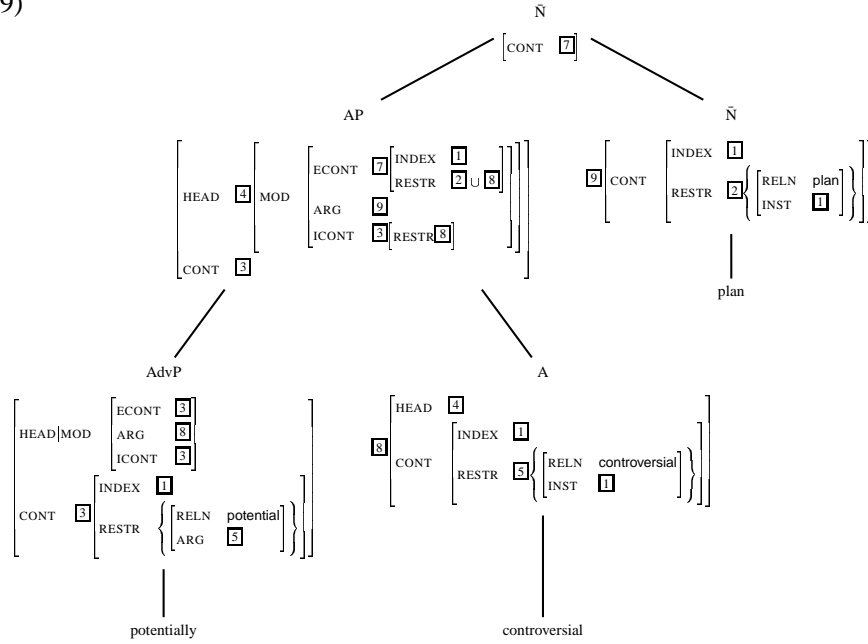 9)
N̄
[CONT 7]
AP
N̄
HEAD 4 MOD ECONT 7 INDEX 1
RESTR 2 ∪ 8
ARG 9
ICONT 3 [RESTR 8]
CONT 3
9 CONT INDEX 1
RESTR 2 { [RELN plan
INST 1] }
plan
AdvP
A
HEAD|MOD ECONT 3
ARG 8
ICONT 3
CONT 3 INDEX 1
RESTR { [RELN potential
ARG 5] }
8 HEAD 4
CONT INDEX 1
RESTR 5 { [RELN controversial
INST 1] }
potentially
controversial